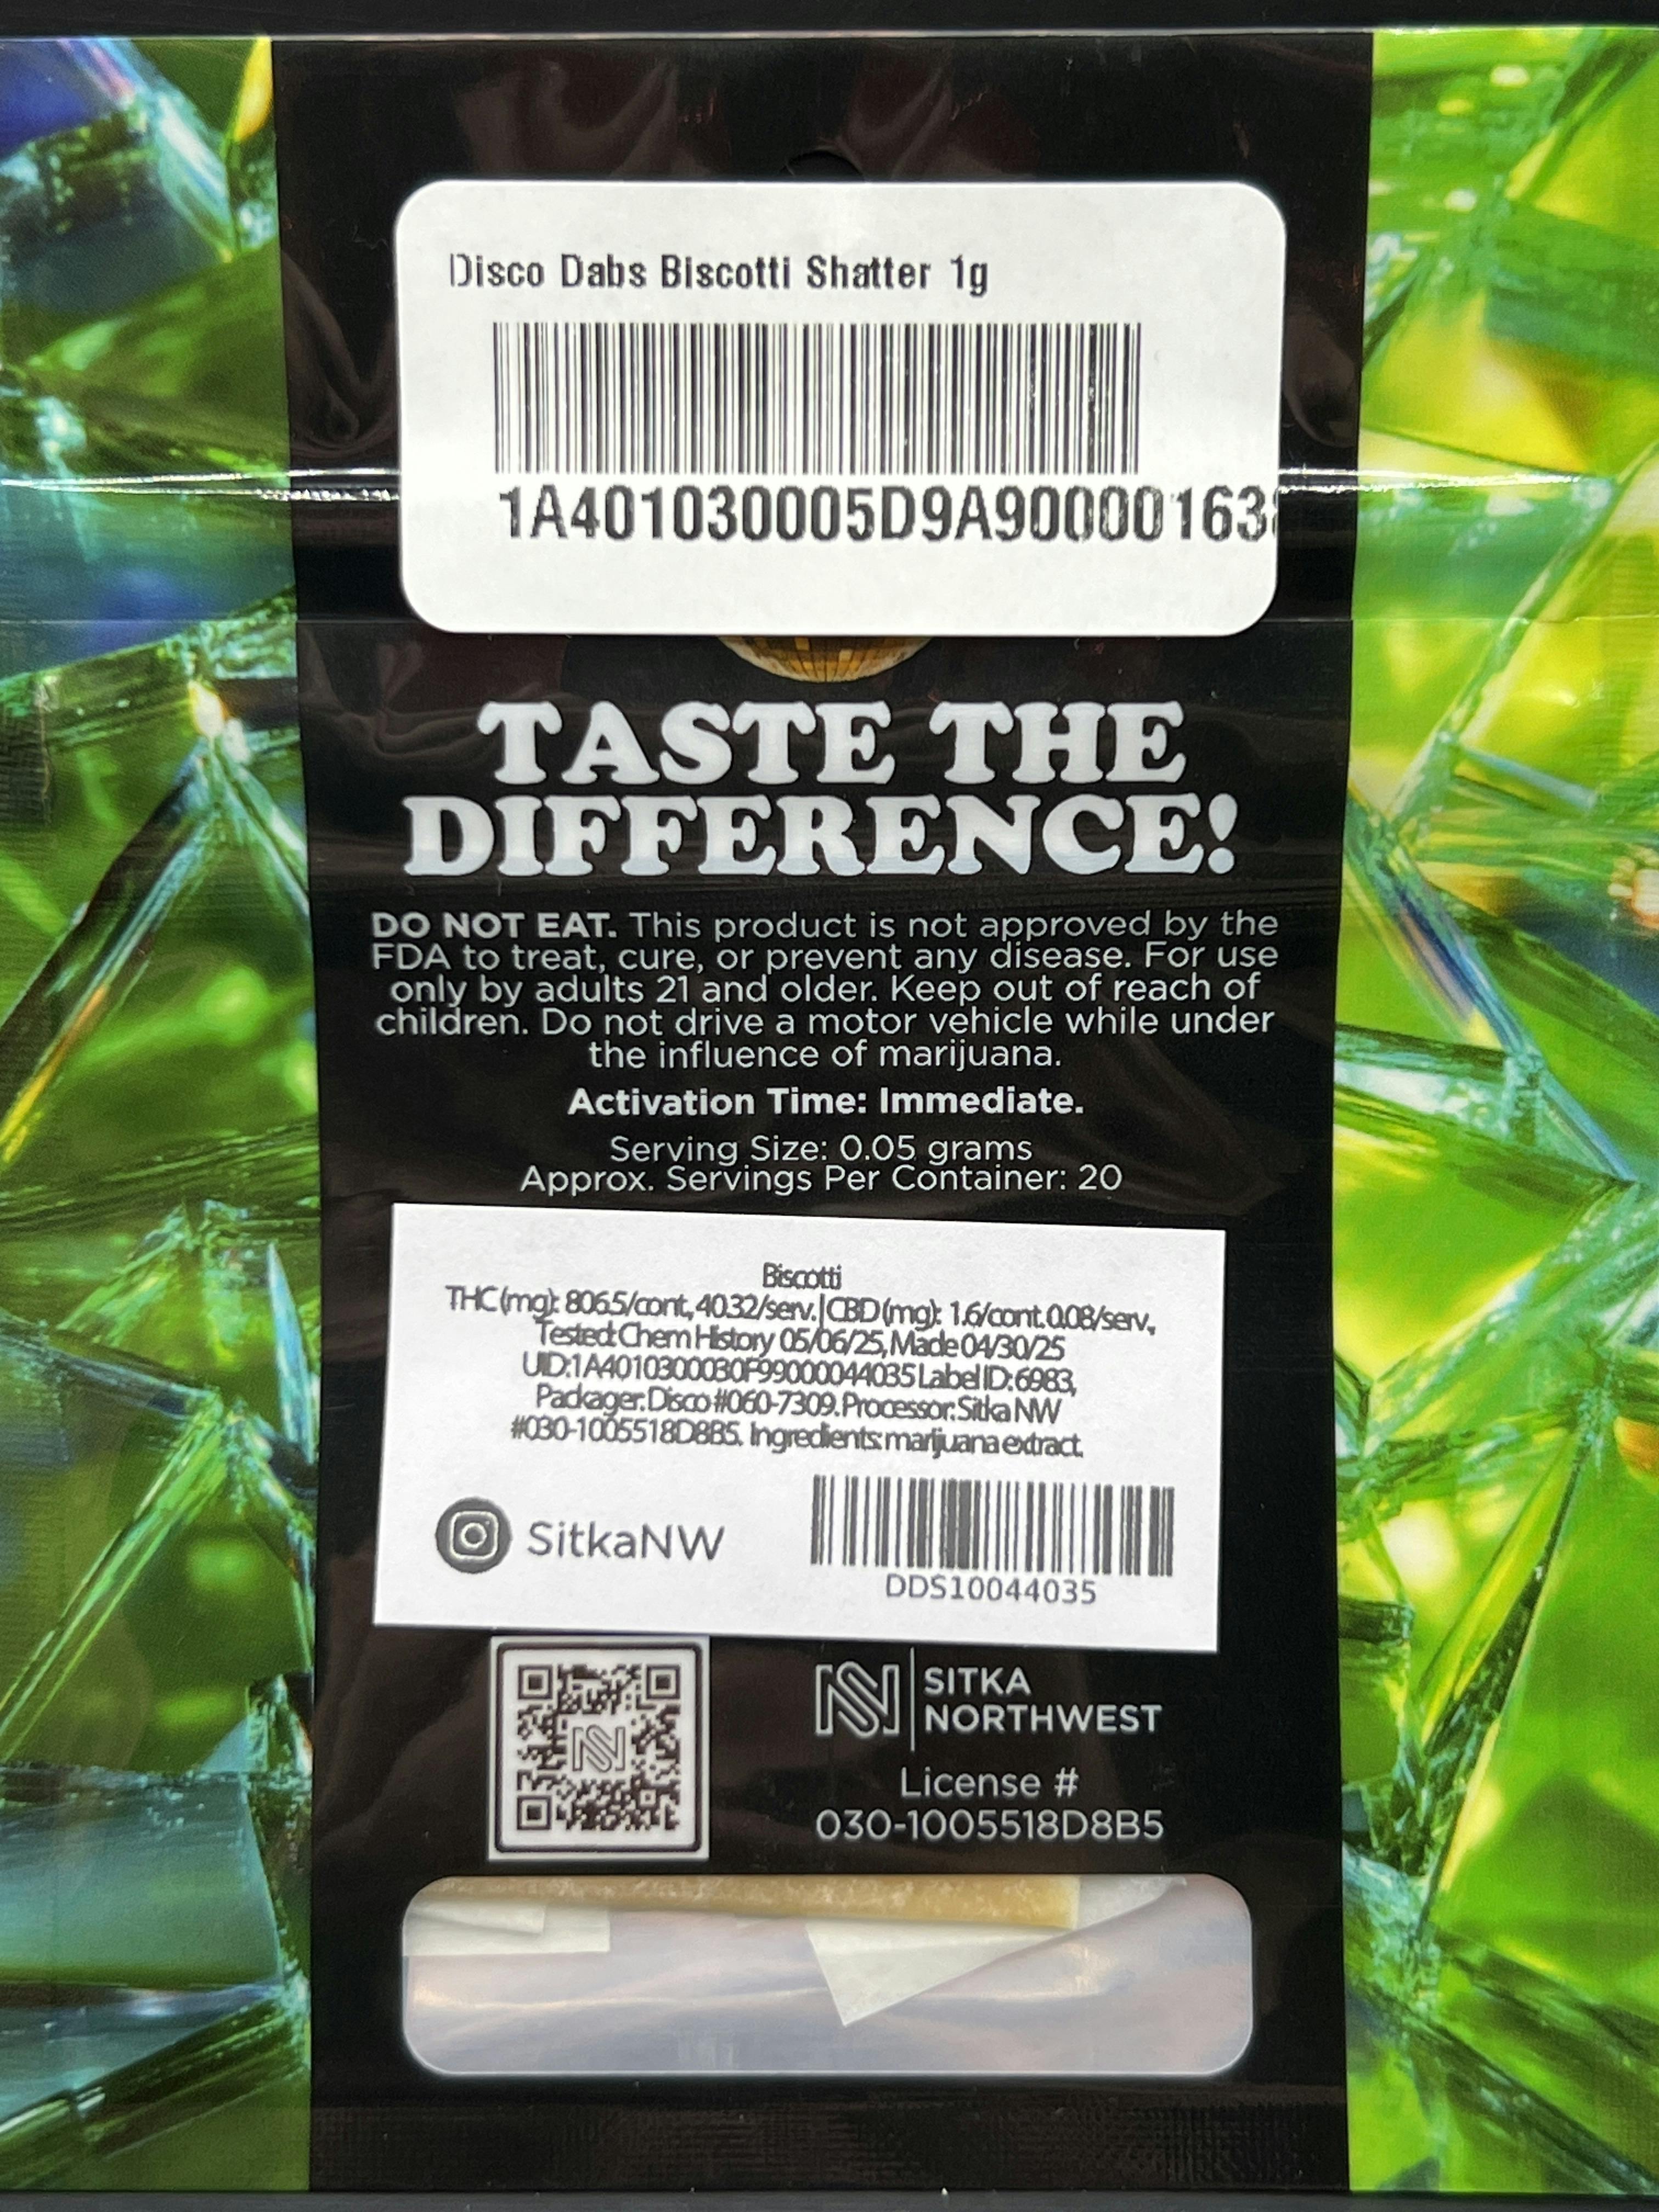 Disco Dabs Biscotti Shatter 1g
1A401030005D9A900001638
TASTE THE
DIFFERENCE!
DO NOT EAT. This product is not approved by the
FDA to treat, cure, or prevent any disease. For use
only by adults 21 and older. Keep out of reach of
children. Do not drive a motor vehicle while under
the influence of marijuana.
Activation Time: Immediate.
Serving Size: 0.05 grams
Approx. Servings Per Container: 20
Biscotti
THC (mg): 806.5/cont, 40.32/serv. | CBD (mg): 1.6/cont. 0.08/serv,
Tested: Chem History 05/06/25, Made 04/30/25
UID:1A4010300030F99000044035 Label ID: 6983,
Packager: Disco #060-7309. Processor: Sitka NW
#030-1005518D8B5. Ingredients: marijuana extract.
SitkaNW
DDS10044035
SITKA
NORTHWEST
License #
030-1005518D8B5